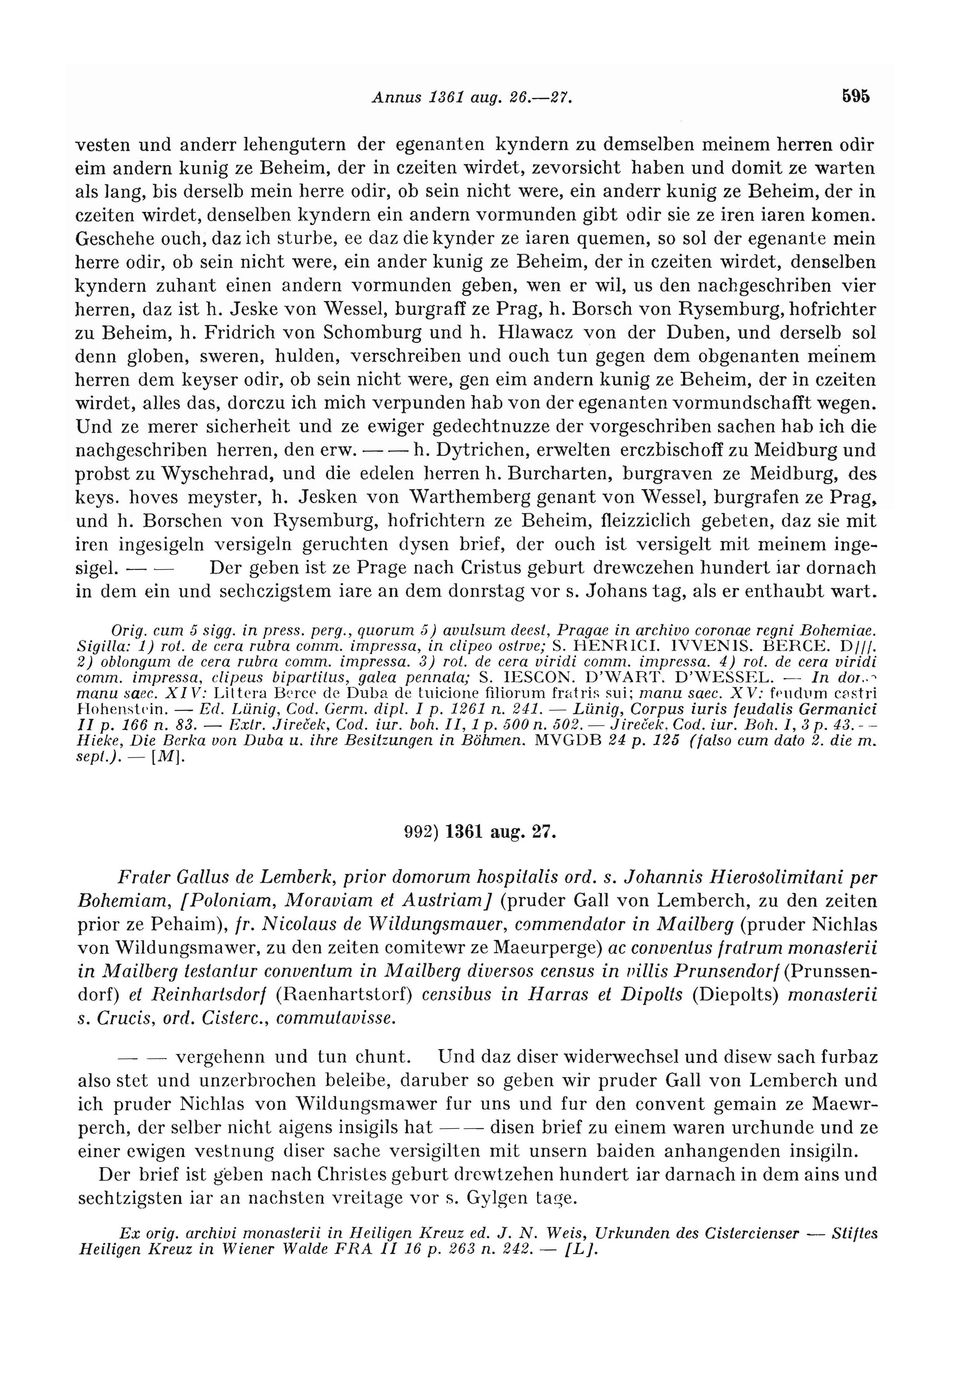 Annus 1361 aug. 26.—27. 595
vesten und anderr lehengutern der egenanten kyndern zu demselben meinem herren odir
eim andern kunig ze Beheim, der in czeiten wirdet, zevorsicht haben und domit ze warten
als lang, bis derselb mein herre odir, ob sein nicht were, ein anderr kunig ze Beheim, der in
czeiten wirdet, denselben kyndern ein andern vormunden gibt odir sie ze iren iaren komen.
Geschehe ouch, daz ich sturbe, ee daz die kynder ze iaren quemen, so sol der egenante mein
herre odir, ob sein nicht were, ein ander kunig ze Beheim, der in czeiten wirdet, denselben
kyndern zuhant einen andern vormunden geben, wen er wil, us den nachgeschriben vier
herren, daz ist h. Jeske von Wessel, burgraff ze Prag, h. Borsch von Rysemburg, hofrichter
zu Beheim, h. Fridrich von Schomburg und h. Hlawacz von der Duben, und derselb sol
denn globen, sweren, hulden, verschreiben und ouch tun gegen dem obgenanten meinem
herren dem keyser odir, ob sein nicht were, gen eim andern kunig ze Beheim, der in czeiten
wirdet, alles das, dorczu ich mich verpunden hab von der egenanten vormundschafft wegen.
Und ze merer sicherheit und ze ewiger gedechtnuzze der vorgeschriben sachen hab ich die
nachgeschriben herren, den erw. — — h. Dytrichen, erwelten erczbischoff zu Meidburg und
probst zu Wyschehrad, und die edelen herren h. Burcharten, burgraven ze Meidburg, des
keys. hoves meyster, h. Jesken von Warthemberg genant von Wessel, burgrafen ze Prag,
und h. Borschen von Rysemburg, hofrichtern ze Beheim, fleizziclich gebeten, daz sie mit
iren ingesigeln versigeln geruchten dysen brief, der ouch ist versigelt mit meinem inge-
sigel. — — Der geben ist ze Prage nach Cristus geburt drewczehen hundert iar dornach
in dem ein und sechczigstem iare an dem donrstag vor s. Johans tag, als er enthaubt wart.
Orig. cum 5 sigg. in press. perg., quorum 5) avulsum deest, Pragae in archivo coronae regni Bohemiae.
Sigilla: 1) rot. de cera rubra comm. impressa, in clipeo ostrve; S. HENRICI. IVVENIS. BERCE. D///.
2) oblongum de cera rubra comm. impressa. 3) rot. de cera viridi comm. impressa. 4) rot. de cera viridi
comm. impressa, clipeus bipartitus, galea pennata; S. IESCON. D'WART. D'WESSEL. — In
manu saec. XIV: Littera Berce de Duba de tuicione filiorum fratris sui; manu saec. XV: feudum castri
Hohenstein. — Ed. Lünig, Cod. Germ. dipl. I p. 1261 n. 241. — Lünig, Corpus iuris feudalis Germanici
II p. 166 n. 83. — Extr. Jireček, Cod. iur. boh. II, 1 p. 500 n. 502. — Jireček, Cod. iur. Boh. I, 3 p. 43. —
Hieke, Die Berka von Duba u. ihre Besitzungen in Böhmen. MVGDB 24 p. 125 (falso cum dato 2. die m.
sept.). — [M].
992) 1361 aug. 27.
Frater Gallus de Lemberk, prior domorum hospitalis ord. s. Johannis Hierosolimitani per
Bohemiam, [Poloniam, Moraviam et Austriam] (pruder Gall von Lemberch, zu den zeiten
prior ze Pehaim), fr. Nicolaus de Wildungsmauer, commendator in Mailberg (pruder Nichlas
von Wildungsmawer, zu den zeiten comitewr ze Maeurperge) ac conventus fratrum monasterii
in Mailberg testantur conventum in Mailberg diversos census in villis Prunsendorf (Prunssen-
dorf) et Reinhartsdorf (Raenhartstorf) censibus in Harras et Dipolts (Diepolts) monasterii
s. Crucis, ord. Cisterc., commutavisse.
— — vergehenn und tun chunt. Und daz diser widerwechsel und disew sach furbaz
also stet und unzerbrochen beleibe, daruber so geben wir pruder Gall von Lemberch und
ich pruder Nichlas von Wildungsmawer fur uns und fur den convent gemain ze Maewr-
perch, der selber nicht aigens insigils hat — — disen brief zu einem waren urchunde und ze
einer ewigen vestnung diser sache versigilten mit unsern baiden anhangenden insigiln.
Der brief ist geben nach Christes geburt drewtzehen hundert iar darnach in dem ains und
sechtzigsten iar an nachsten vreitage vor s. Gylgen tage.
Ex orig. archivi monasterii in Heiligen Kreuz ed. J. N. Weis, Urkunden des Cistercienser — Stiftes
Heiligen Kreuz in Wiener Walde FRA II 16 p. 263 n. 242. — [L].